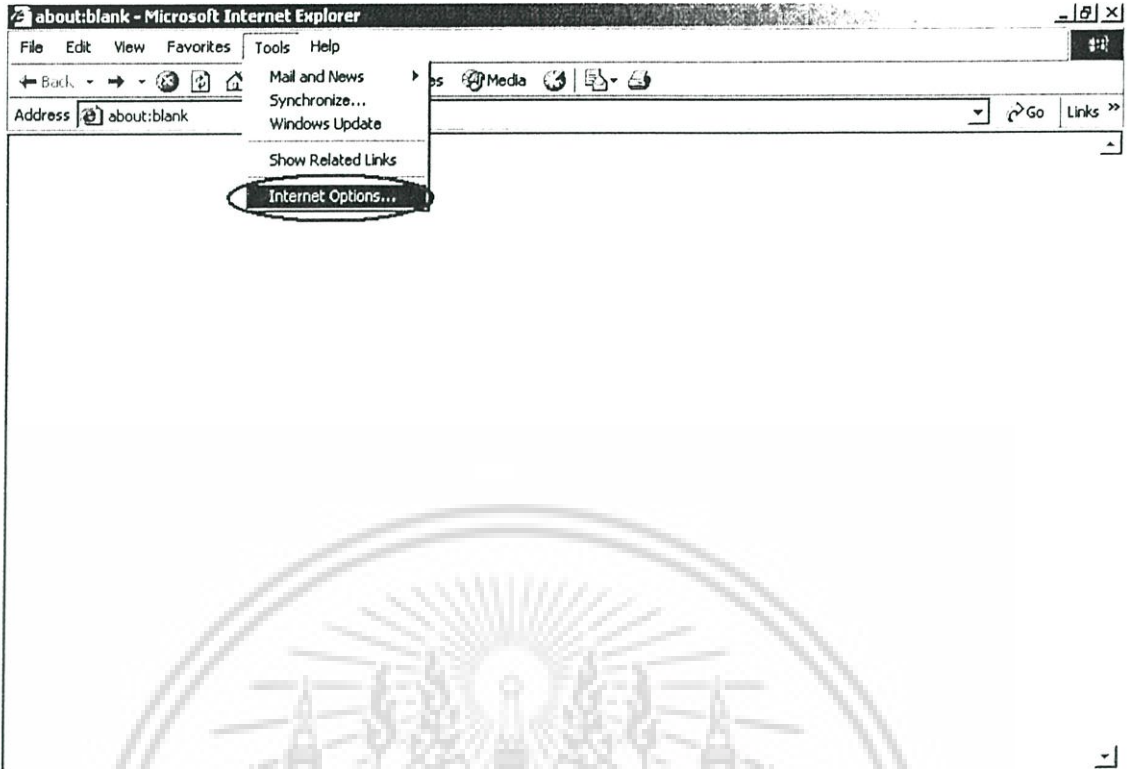 about:blank - Microsoft Internet Explorer
File Edit View Favorites Tools Help
Back Media
Address about:blank Go Links »
Mail and News
Synchronize...
Windows Update
Show Related Links
Internet Options...